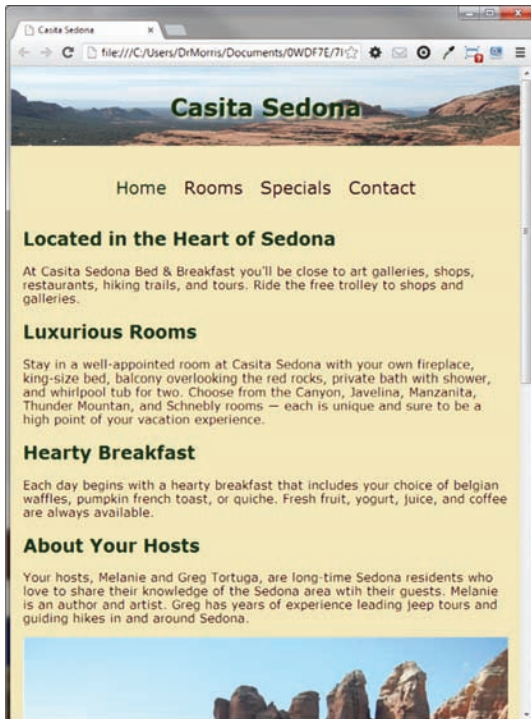 Casita Sedona
file:///C:/Users/DrMorris/Documents/0WDF7E/7I
Casita Sedona
Home Rooms Specials Contact
Located in the Heart of Sedona
At Casita Sedona Bed & Breakfast you'll be close to art galleries, shops,
restaurants, hiking trails, and tours. Ride the free trolley to shops and
galleries.
Luxurious Rooms
Stay in a well-appointed room at Casita Sedona with your own fireplace,
king-size bed, balcony overlooking the red rocks, private bath with shower,
and whirlpool tub for two. Choose from the Canyon, Javelina, Manzanita,
Thunder Mountan, and Schnebly rooms — each is unique and sure to be a
high point of your vacation experience.
Hearty Breakfast
Each day begins with a hearty breakfast that includes your choice of belgian
waffles, pumpkin french toast, or quiche. Fresh fruit, yogurt, juice, and coffee
are always available.
About Your Hosts
Your hosts, Melanie and Greg Tortuga, are long-time Sedona residents who
love to share their knowledge of the Sedona area wtih their guests. Melanie
is an author and artist. Greg has years of experience leading jeep tours and
guiding hikes in and around Sedona.